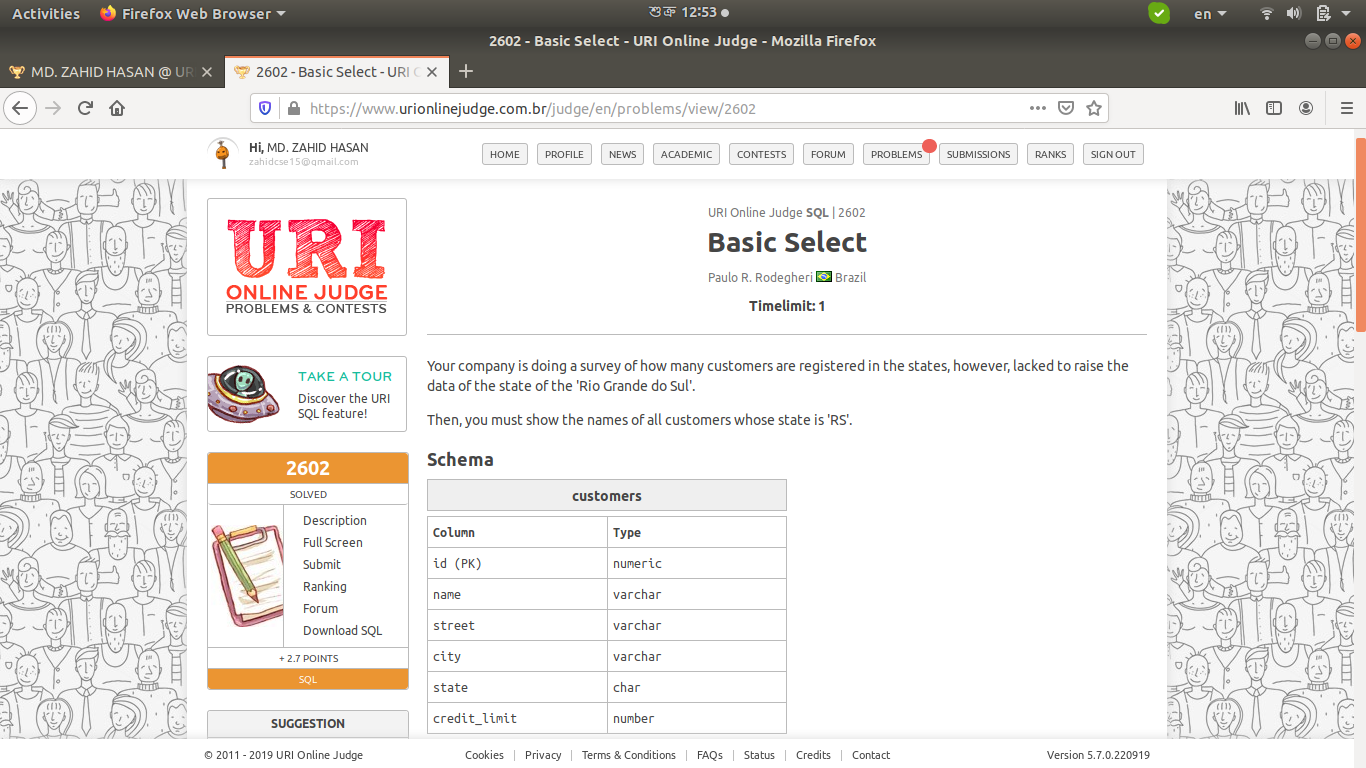 Activities
Firefox Web Browser
শুক্র 12:53
en
2602 - Basic Select - URI Online Judge - Mozilla Firefox
MD. ZAHID HASAN @ UR
2602 - Basic Select - URI O
https://www.urionlinejudge.com.br/judge/en/problems/view/2602
Hi, MD. ZAHID HASAN
zahidcse15@gmail.com
HOME
PROFILE
NEWS
ACADEMIC
CONTESTS
FORUM
PROBLEMS
SUBMISSIONS
RANKS
SIGN OUT
URI
ONLINE JUDGE
PROBLEMS & CONTESTS
TAKE A TOUR
Discover the URI
SQL feature!
2602
SOLVED
Description
Full Screen
Submit
Ranking
Forum
Download SQL
+ 2.7 POINTS
SQL
SUGGESTION
URI Online Judge SQL | 2602
Basic Select
Paulo R. Rodegheri Brazil
Timelimit: 1
Your company is doing a survey of how many customers are registered in the states, however, lacked to raise the
data of the state of the 'Rio Grande do Sul'.
Then, you must show the names of all customers whose state is 'RS'.
Schema
customers
Column Type
id (PK) numeric
name varchar
street varchar
city varchar
state char
credit_limit number
© 2011 - 2019 URI Online Judge
Cookies | Privacy | Terms & Conditions | FAQs | Status | Credits | Contact
Version 5.7.0.220919